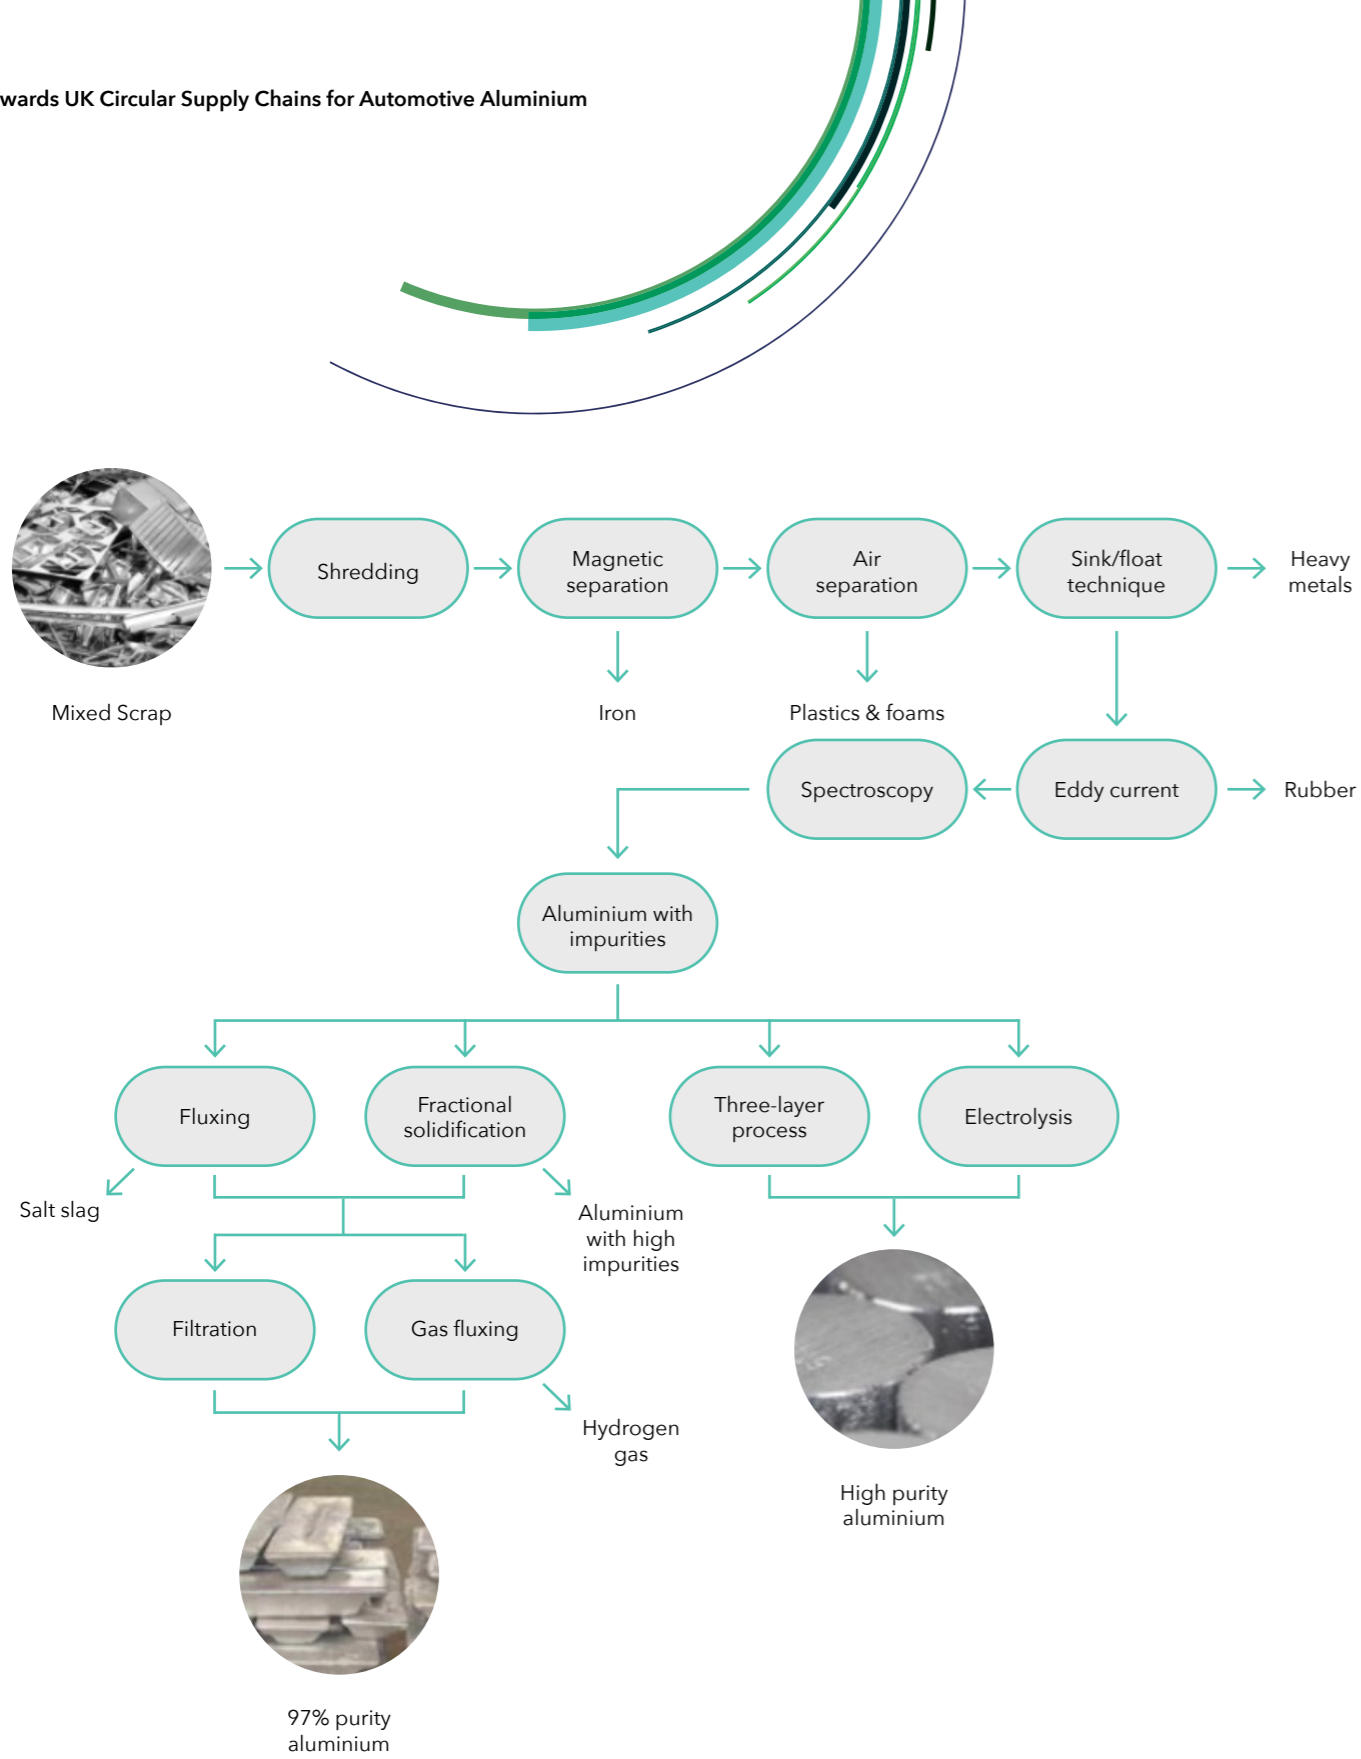 wards UK Circular Supply Chains for Automotive Aluminium
Shredding
Magnetic
separation
Air
separation
Sink/float
technique
Heavy
metals
Mixed Scrap
Iron
Plastics & foams
Spectroscopy
Eddy current
Rubber
Aluminium with
impurities
Fluxing
Fractional
solidification
Three-layer
process
Electrolysis
Salt slag
Aluminium
with high
impurities
Filtration
Gas fluxing
Hydrogen
gas
High purity
aluminium
97% purity
aluminium